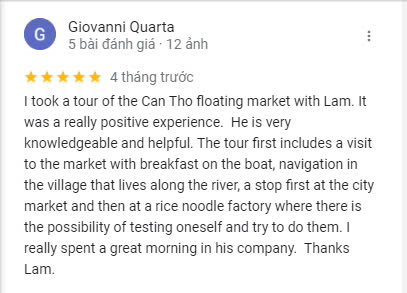 G
Giovanni Quarta
5 bài đánh giá · 12 ảnh
4 tháng trước
I took a tour of the Can Tho floating market with Lam. It
was a really positive experience.  He is very
knowledgeable and helpful. The tour first includes a visit
to the market with breakfast on the boat, navigation in
the village that lives along the river, a stop first at the city
market and then at a rice noodle factory where there is
the possibility of testing oneself and try to do them. I
really spent a great morning in his company.  Thanks
Lam.